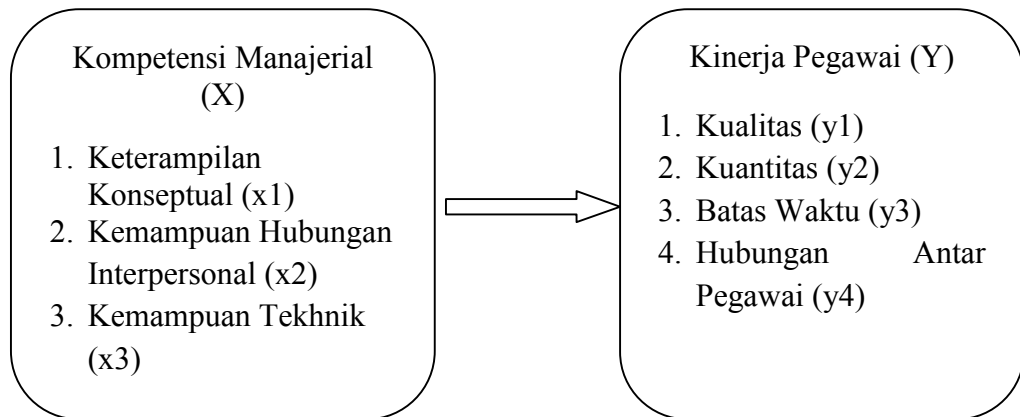 Kompetensi Manajerial
(X)
1. Keterampilan
Konseptual (x1)
2. Kemampuan Hubungan
Interpersonal (x2)
3. Kemampuan Tekhnik
(x3)
Kinerja Pegawai (Y)
1. Kualitas (y1)
2. Kuantitas (y2)
3. Batas Waktu (y3)
4. Hubungan Antar
Pegawai (y4)